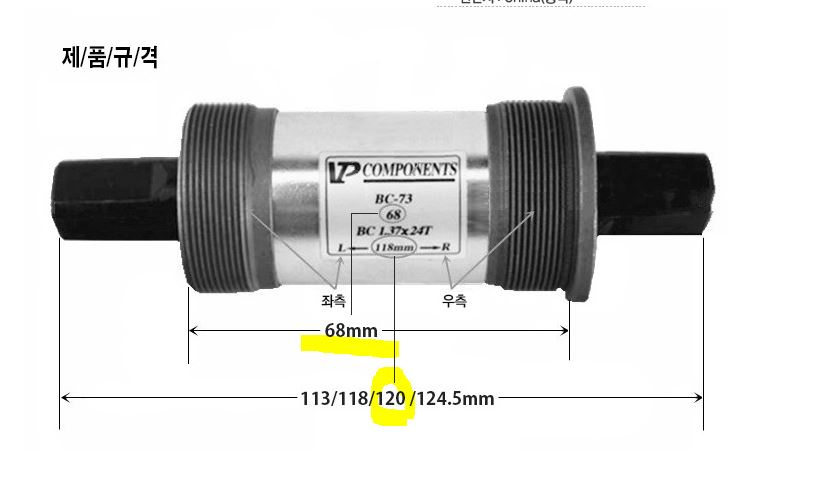 제/품/규/격
VP COMPONENTS
BC-73
68
BC 1.37x24T
L 118mm R
좌측 우측
68mm
113/118/120/124.5mm